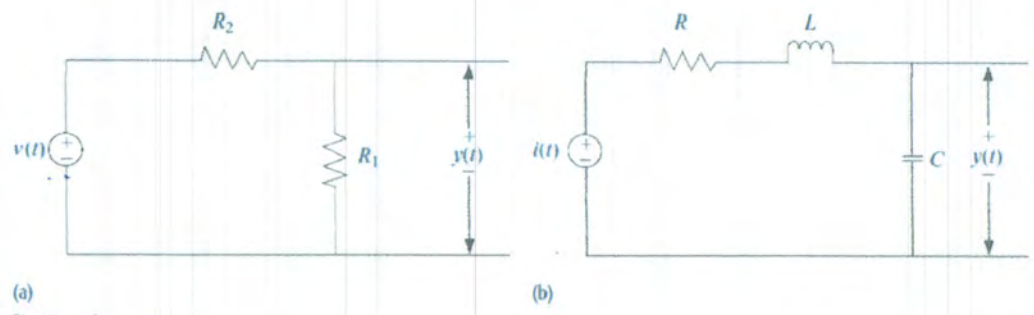 R₂
v(t)
+
−
R₁
+
y(t)
−
(a)
R
L
i(t)
+
−
C
+
y(t)
−
(b)